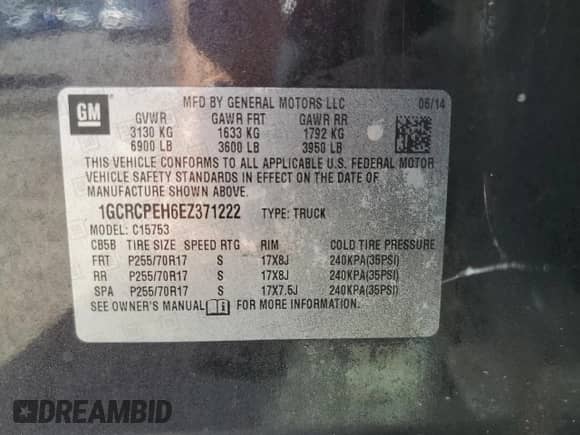 MFD BY GENERAL MOTORS LLC 06/14
GM
GVWR GAWR FRT GAWR RR
3130 KG 1633 KG 1792 KG
6900 LB 3600 LB 3950 LB
THIS VEHICLE CONFORMS TO ALL APPLICABLE U.S. FEDERAL MOTOR
VEHICLE SAFETY STANDARDS IN EFFECT ON THE DATE OF
MANUFACTURE SHOWN ABOVE.
1GCRCPEH6EZ371222 TYPE: TRUCK
MODEL: C15753
CB5B TIRE SIZE SPEED RTG RIM COLD TIRE PRESSURE
FRT P255/70R17 S 17X8J 240KPA(35PSI)
RR P255/70R17 S 17X8J 240KPA(35PSI)
SPA P255/70R17 S 17X7.5J 240KPA(35PSI)
SEE OWNER'S MANUAL FOR MORE INFORMATION.
DREAMBID